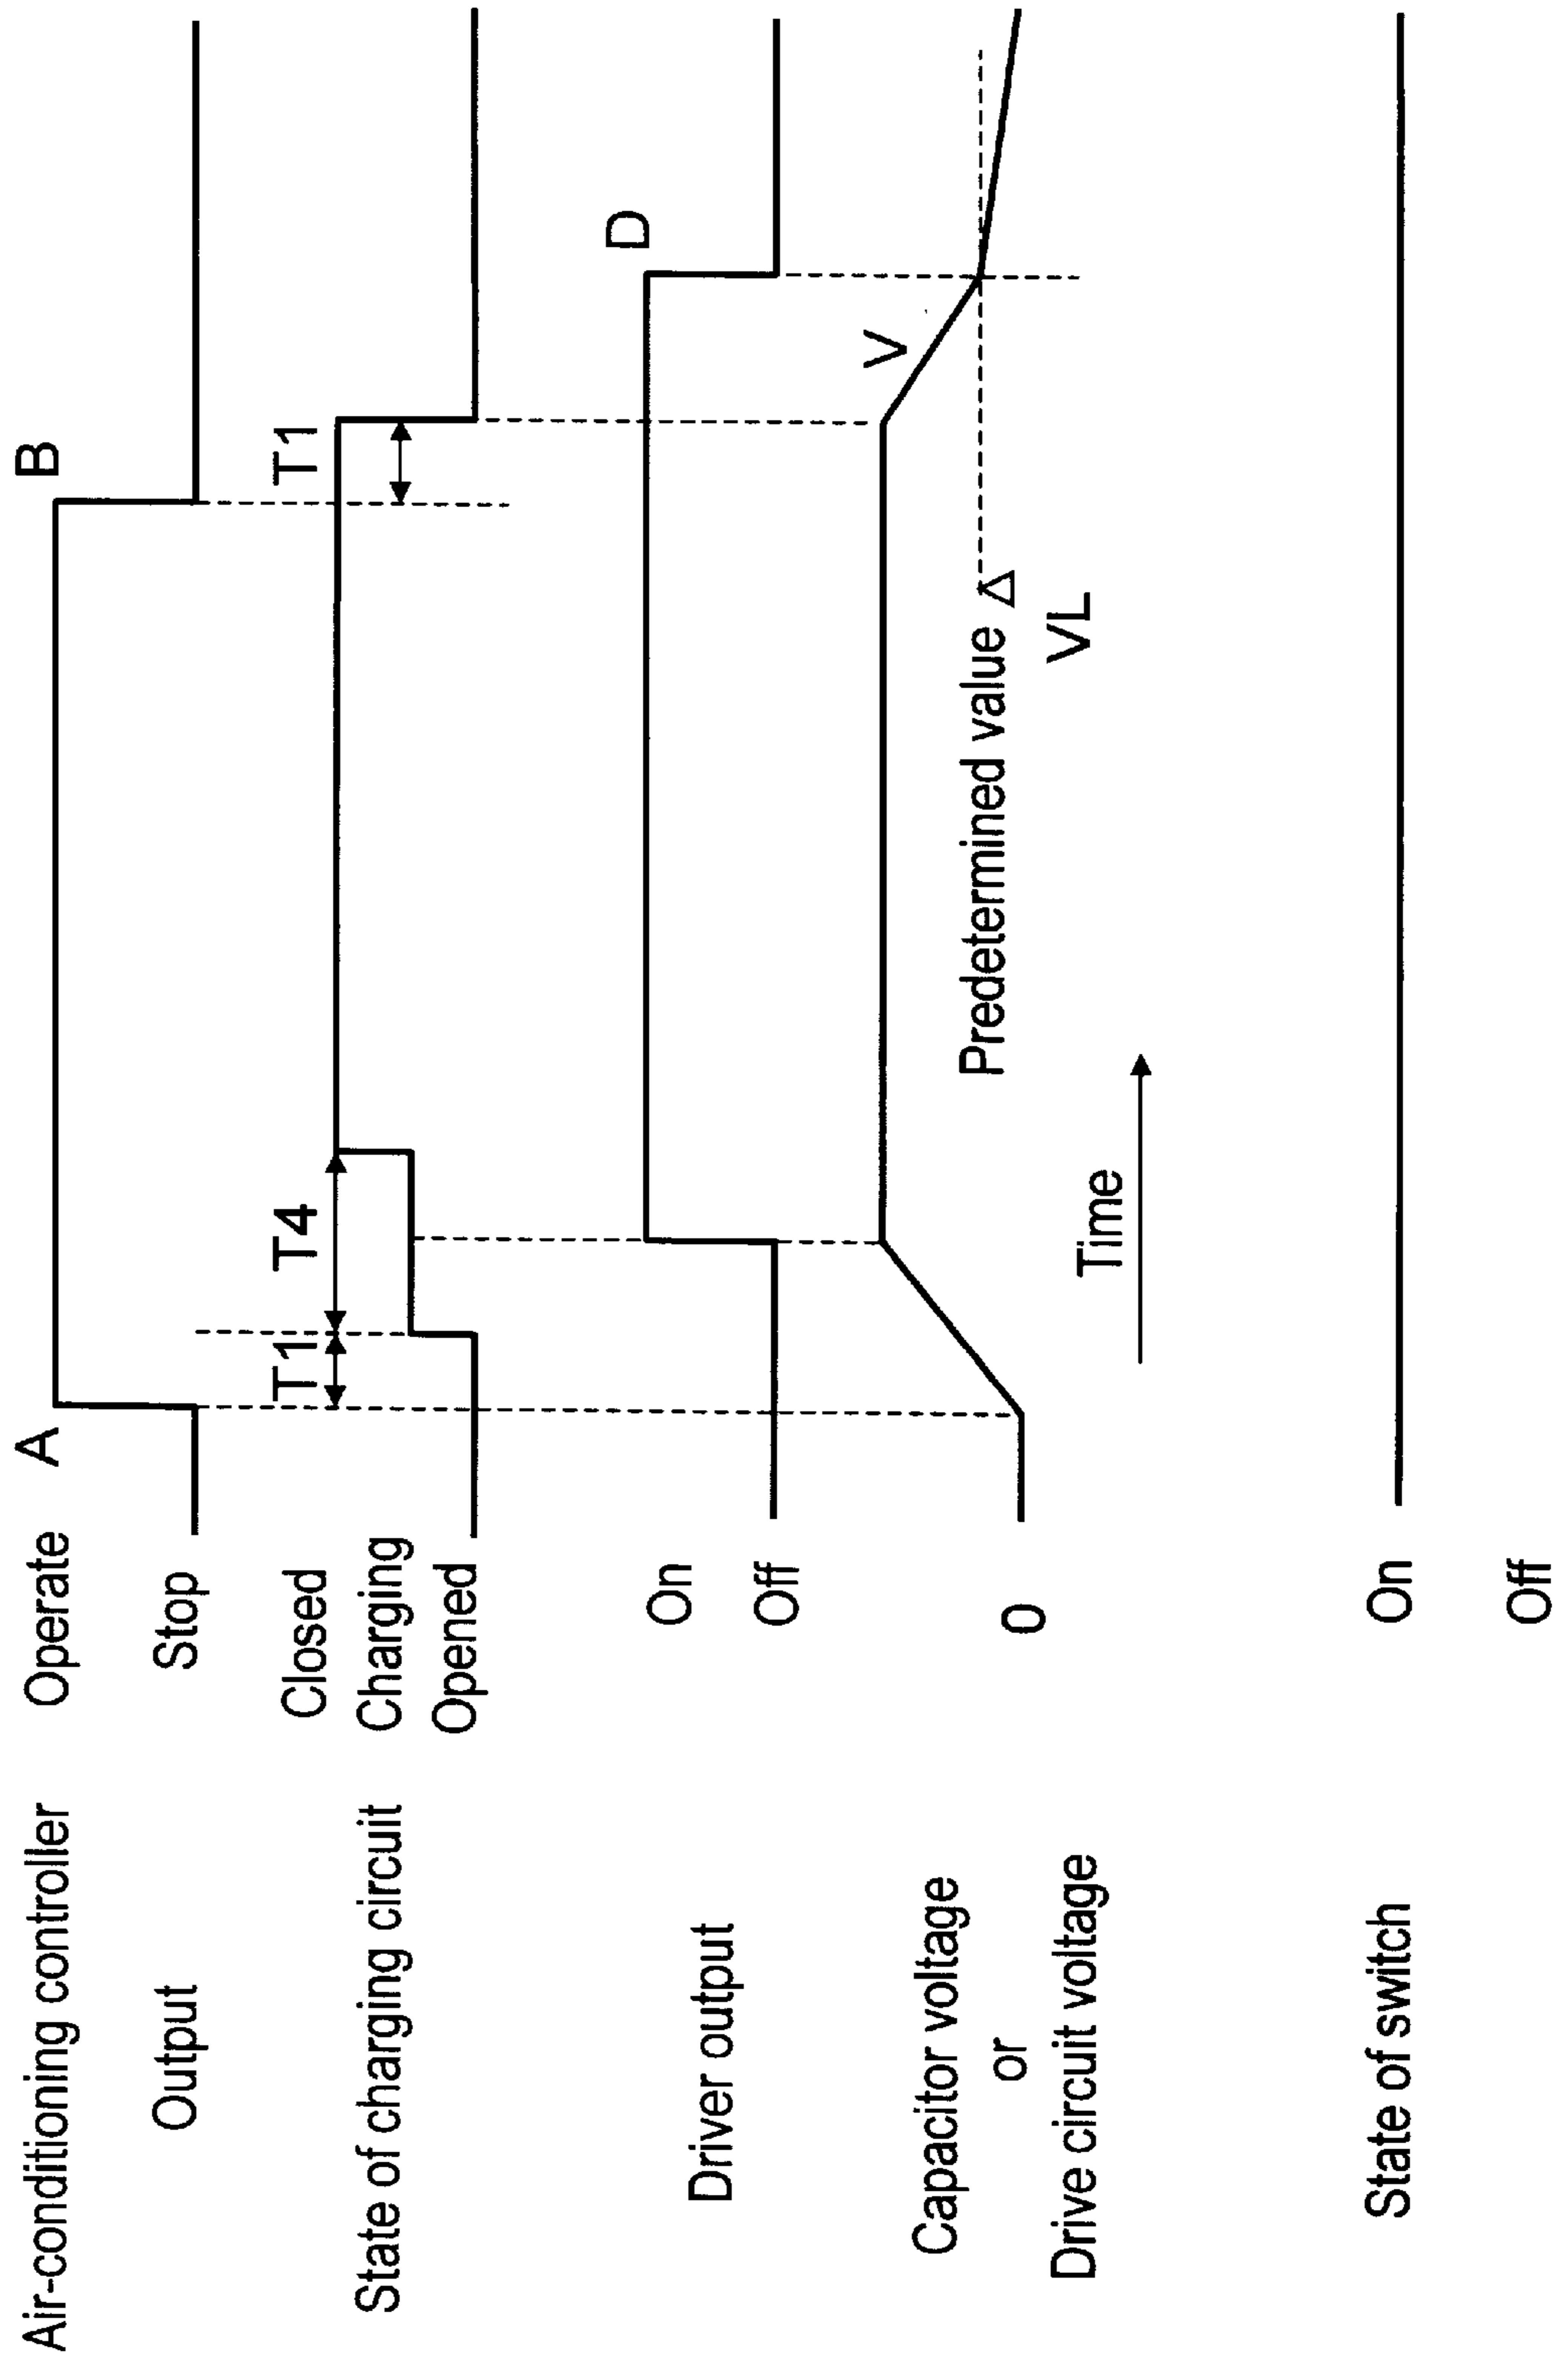 Air-conditioning controller
Output
Operate
Stop
A
B
State of charging circuit
Closed
Charging
Opened
T1
T4
T1
Driver output
On
Off
D
Capacitor voltage
or
Drive circuit voltage
0
V
Predetermined value Δ
VL
Time
State of switch
On
Off